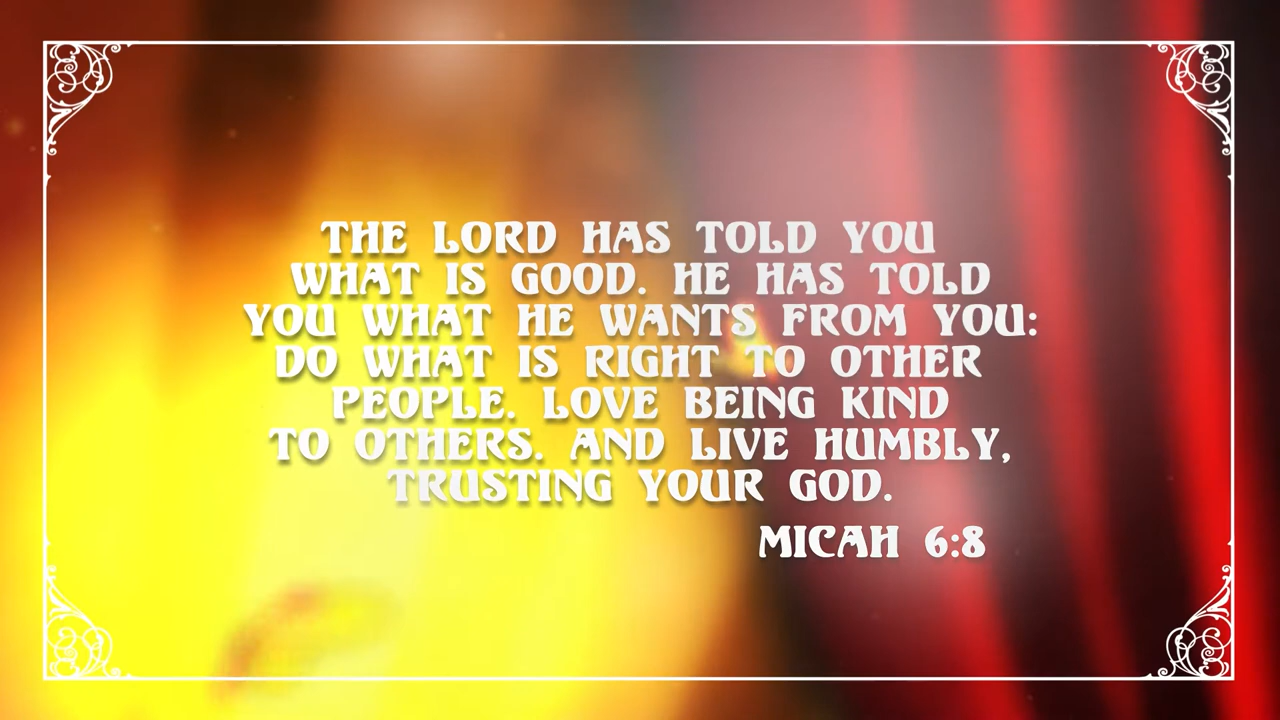 THE LORD HAS TOLD YOU
WHAT IS GOOD. HE HAS TOLD
YOU WHAT HE WANTS FROM YOU:
DO WHAT IS RIGHT TO OTHER
PEOPLE. LOVE BEING KIND
TO OTHERS. AND LIVE HUMBLY,
TRUSTING YOUR GOD.
MICAH 6:8